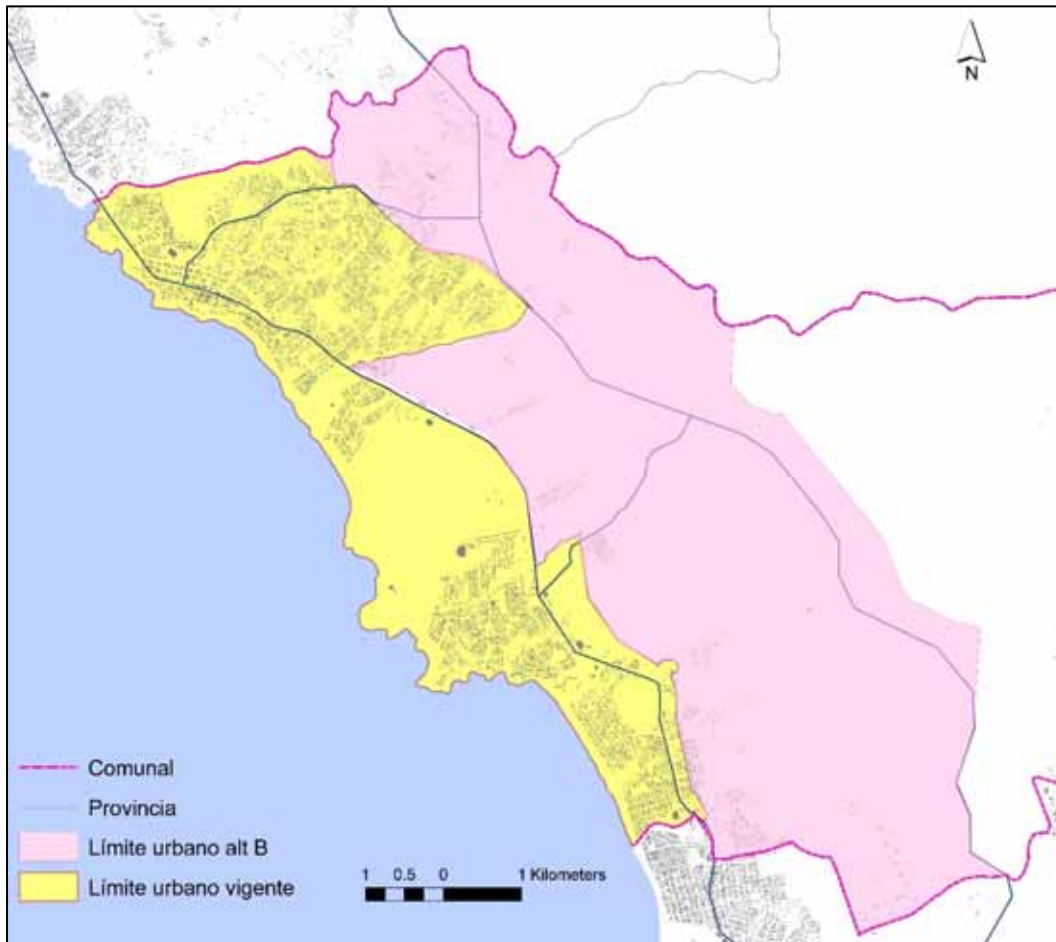 N
Comunal
Provincia
Límite urbano alt B
Límite urbano vigente
1 0.5 0 1 Kilometers